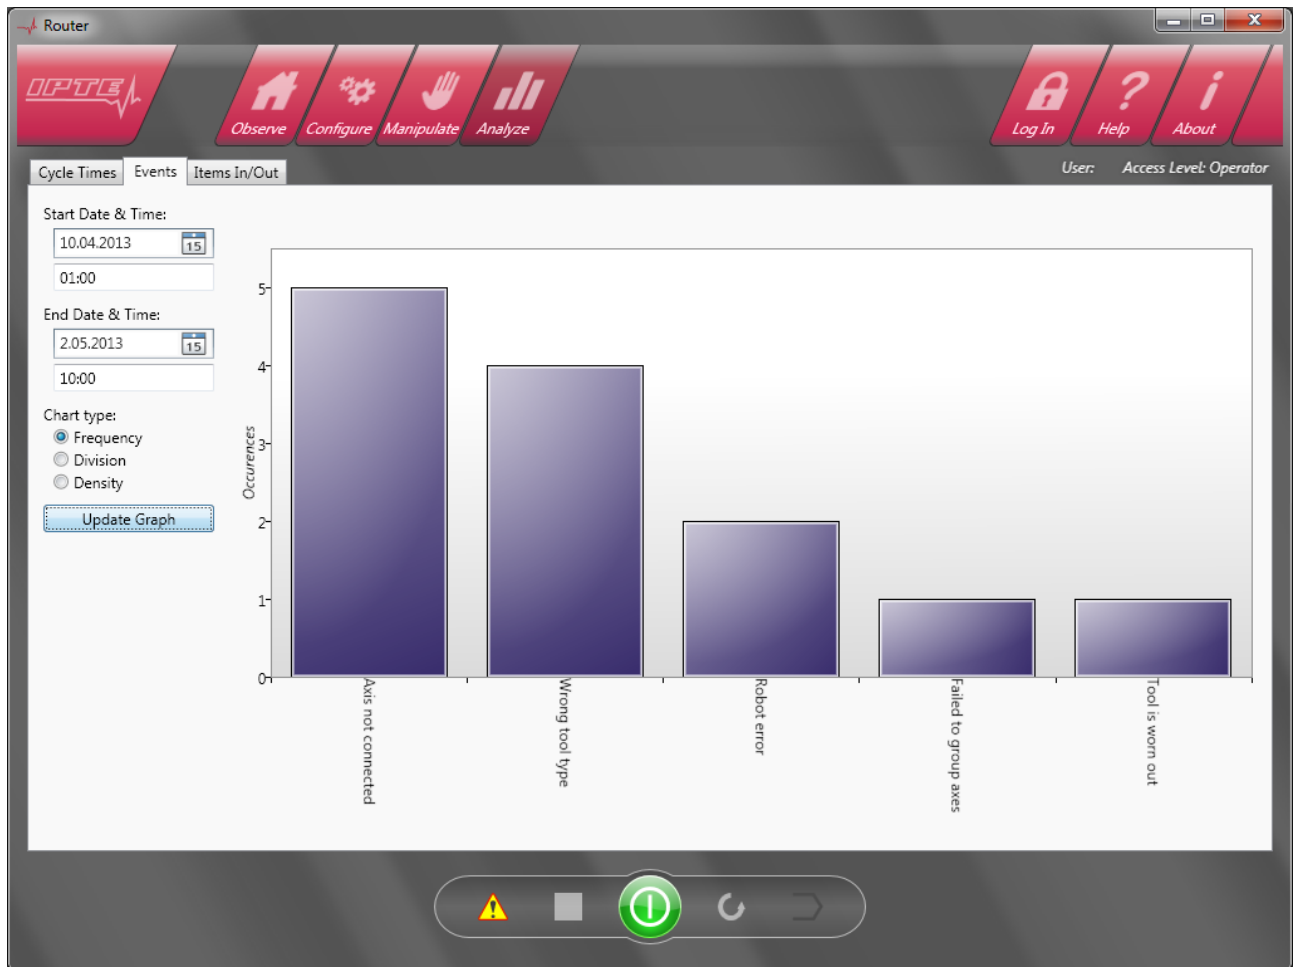 Router
IPTE
Observe
Configure
Manipulate
Analyze
Log In
Help
About
Cycle Times
Events
Items In/Out
User:
Access Level: Operator
Start Date & Time:
10.04.2013
15
01:00
End Date & Time:
2.05.2013
15
10:00
Chart type:
Frequency
Division
Density
Update Graph
Occurences
5
4
3
2
1
0
Axis not connected
Wrong tool type
Robot error
Failed to group axes
Tool is worn out